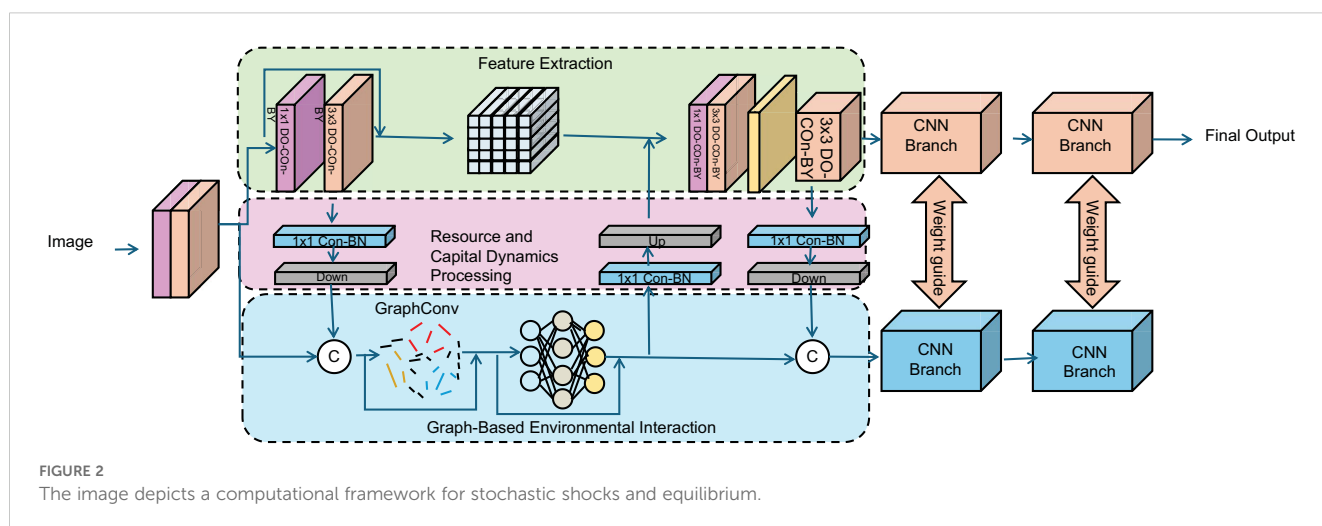 Feature Extraction
1x1 DO-COn-
BY
3x3 DO-COn-
BY
1x1 DO-COn-BY
3x3 DO-COn-BY
3x3 DO-
COn-BY
CNN
Branch
CNN
Branch
Final Output
Image
1x1 Con-BN
Down
Resource and
Capital Dynamics
Processing
Up
1x1 Con-BN
1x1 Con-BN
Down
Weight guide
Weight guide
GraphConv
C
C
CNN
Branch
CNN
Branch
Graph-Based Environmental Interaction
FIGURE 2
The image depicts a computational framework for stochastic shocks and equilibrium.